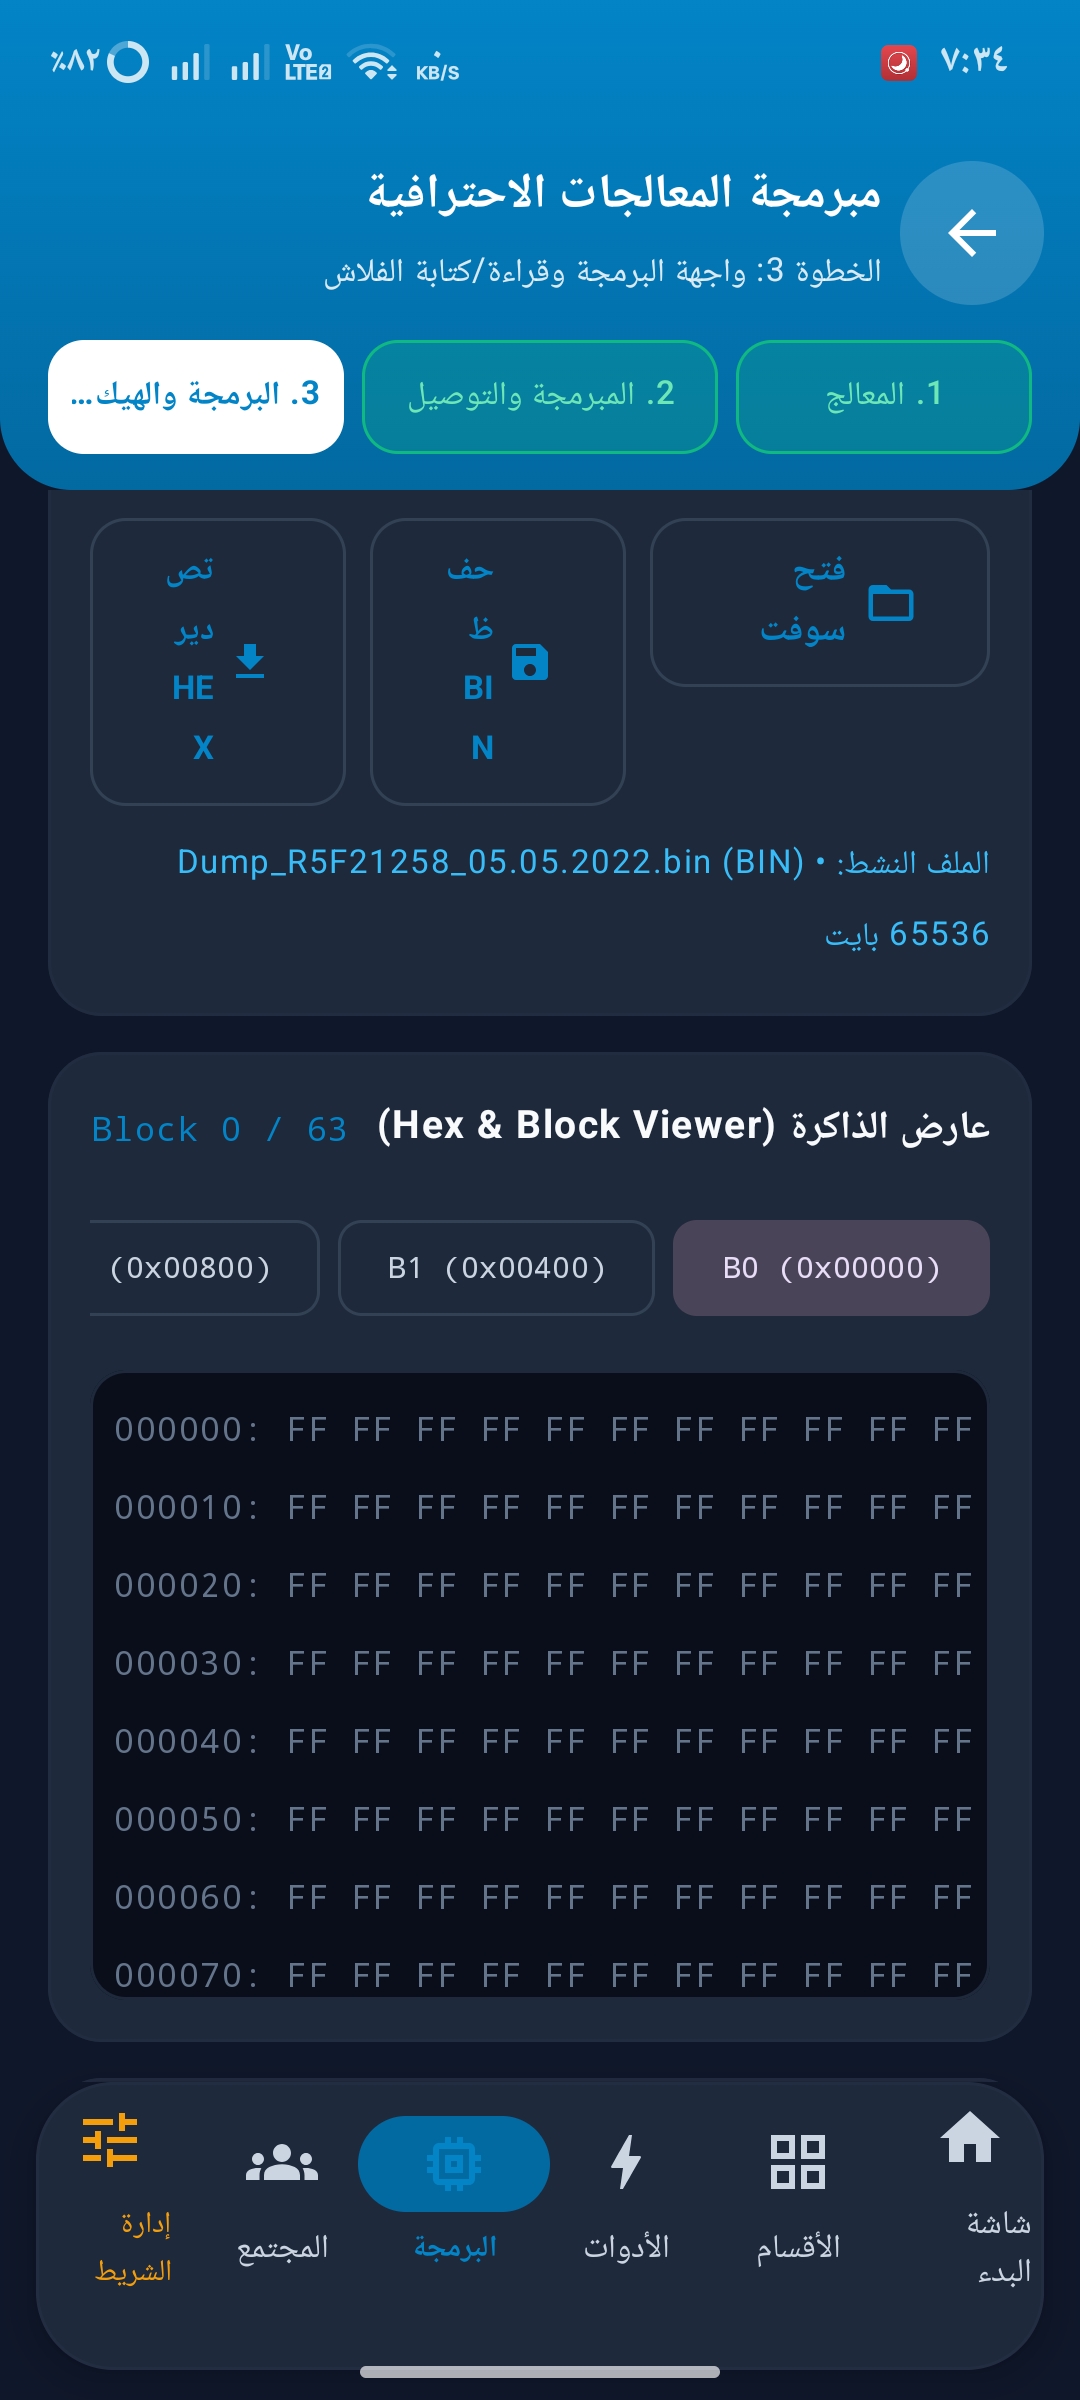 ٧:٣٤
٪٨٢
Vo
LTE2
٠
KB/S
مبرمجة المعالجات الاحترافية
الخطوة 3: واجهة البرمجة وقراءة/كتابة الفلاش
1. المعالج
2. المبرمجة والتوصيل
3. البرمجة والهيك...
فتح
سوفت
حف
ظ
BI
N
تص
دير
HE
X
الملف النشط: • Dump_R5F21258_05.05.2022.bin (BIN)
65536 بايت
عارض الذاكرة (Hex & Block Viewer)
Block 0 / 63
B0 (0x00000)
B1 (0x00400)
(0x00800)
000000: FF FF FF FF FF FF FF FF FF FF FF
000010: FF FF FF FF FF FF FF FF FF FF FF
000020: FF FF FF FF FF FF FF FF FF FF FF
000030: FF FF FF FF FF FF FF FF FF FF FF
000040: FF FF FF FF FF FF FF FF FF FF FF
000050: FF FF FF FF FF FF FF FF FF FF FF
000060: FF FF FF FF FF FF FF FF FF FF FF
000070: FF FF FF FF FF FF FF FF FF FF FF
شاشة
البدء
الأقسام
الأدوات
البرمجة
المجتمع
إدارة
الشريط